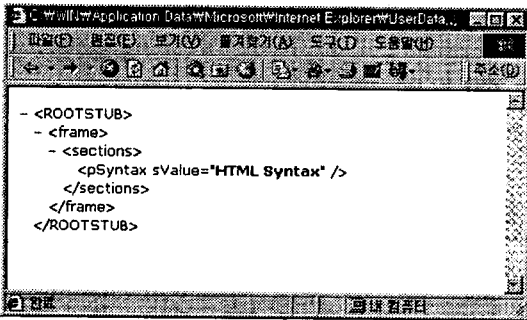 C:₩WIN₩Application Data₩Microsoft₩Internet Explorer₩UserData₩...
파일(F) 편집(E) 보기(V) 즐겨찾기(A) 도구(T) 도움말(H)
주소(D)
- <ROOTSTUB>
- <frame>
- <sections>
<pSyntax sValue="HTML Syntax" />
</sections>
</frame>
</ROOTSTUB>
완료
내 컴퓨터